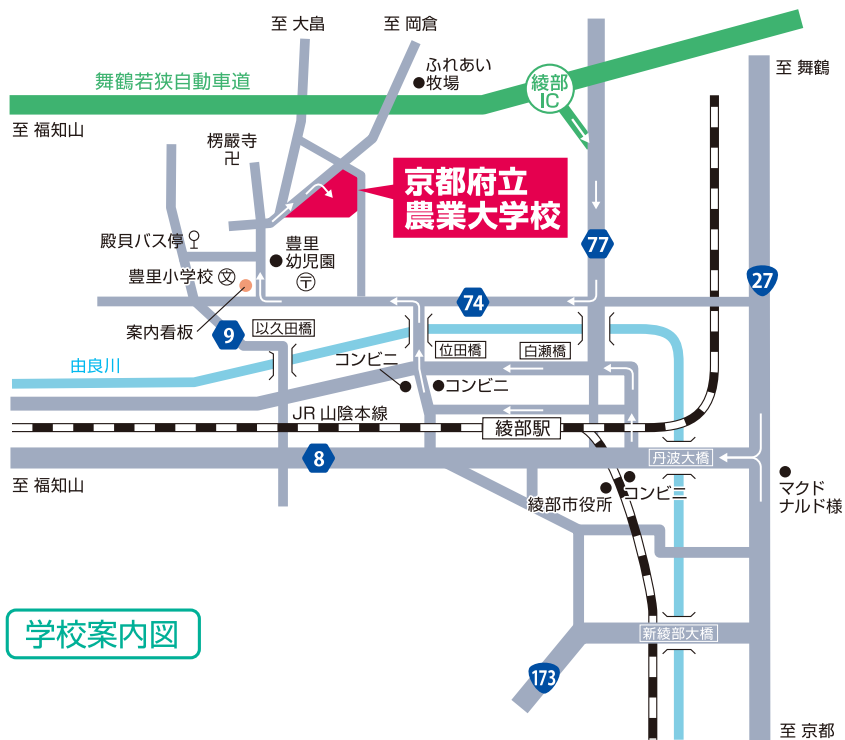 至 大畠
至 岡倉
ふれあい
牧場
舞鶴若狭自動車道
綾部
IC
至 舞鶴
至 福知山
楞嚴寺
卍
京都府立
農業大学校
殿貝バス停
豊里
幼児園
〒
77
豊里小学校
文
27
74
案内看板
9
以久田橋
位田橋
白瀬橋
由良川
コンビニ
コンビニ
JR 山陰本線
綾部駅
8
丹波大橋
至 福知山
綾部市役所
コンビニ
マクド
ナルド様
学校案内図
新綾部大橋
173
至 京都